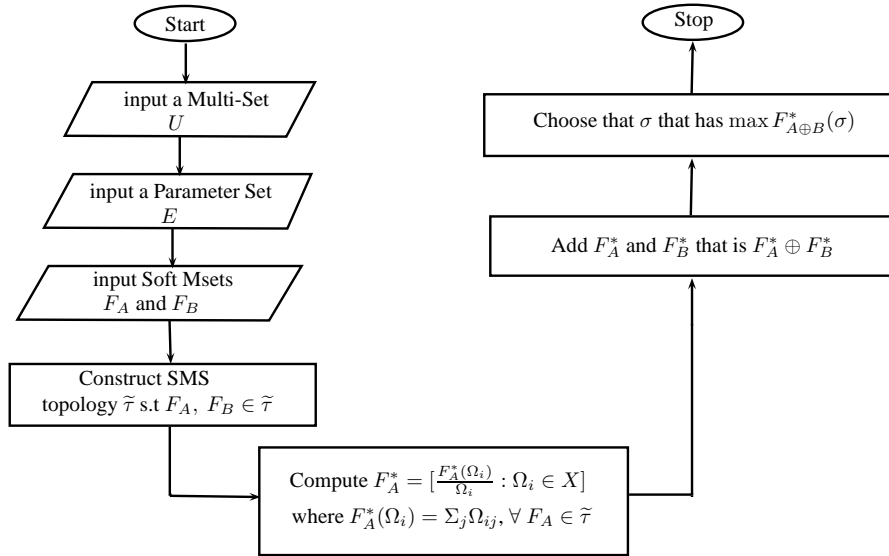 Start
input a Multi-Set
U
input a Parameter Set
E
input Soft Msets
F_A and F_B
Construct SMS
topology τ̃ s.t F_A, F_B ∈ τ̃
Compute F*_A = [F*_A(Ω_i)/Ω_i : Ω_i ∈ X]
where F*_A(Ω_i) = Σ_jΩ_ij, ∀ F_A ∈ τ̃
Add F*_A and F*_B that is F*_A ⊕ F*_B
Choose that σ that has max F*_{A⊕B}(σ)
Stop